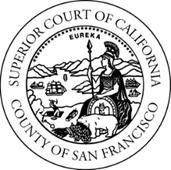 SUPERIOR COURT OF CALIFORNIA
EUREKA
COUNTY OF SAN FRANCISCO